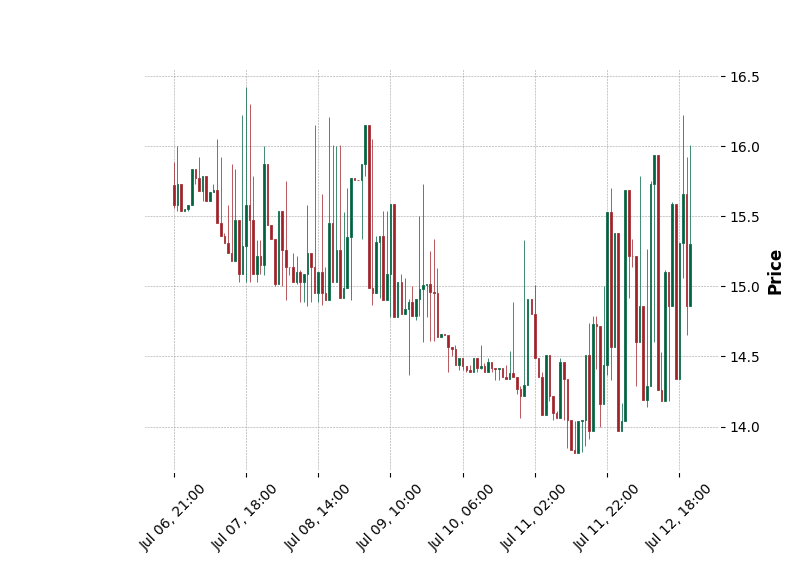 16.5
16.0
15.5
15.0
14.5
14.0
Price
Jul 06, 21:00
Jul 07, 18:00
Jul 08, 14:00
Jul 09, 10:00
Jul 10, 06:00
Jul 11, 02:00
Jul 11, 22:00
Jul 12, 18:00